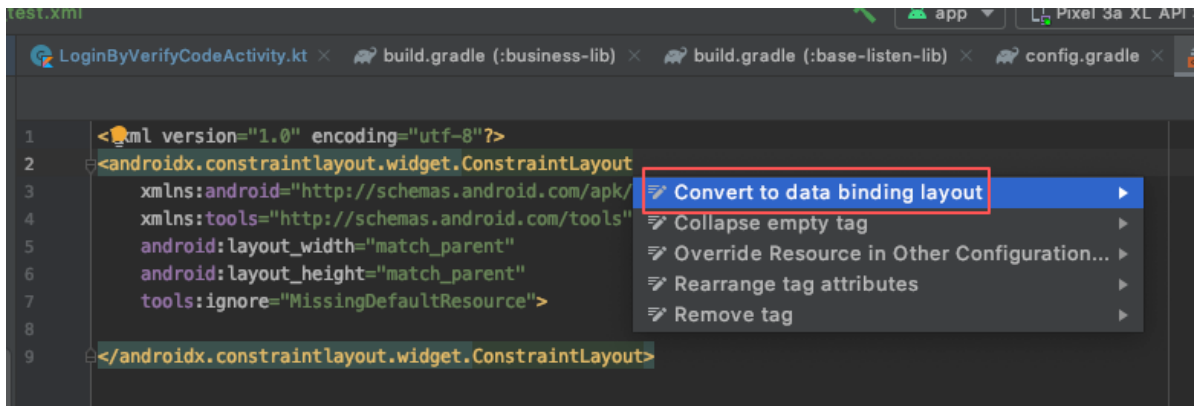 test.xml app Pixel 3a XL API
LoginByVerifyCodeActivity.kt build.gradle (:business-lib) build.gradle (:base-listen-lib) config.gradle
1 <?xml version="1.0" encoding="utf-8"?>
2 <androidx.constraintlayout.widget.ConstraintLayout
3 xmlns:android="http://schemas.android.com/apk/ Convert to data binding layout
4 xmlns:tools="http://schemas.android.com/tools" Collapse empty tag
5 android:layout_width="match_parent" Override Resource in Other Configuration...
6 android:layout_height="match_parent" Rearrange tag attributes
7 tools:ignore="MissingDefaultResource"> Remove tag
8
9 </androidx.constraintlayout.widget.ConstraintLayout>